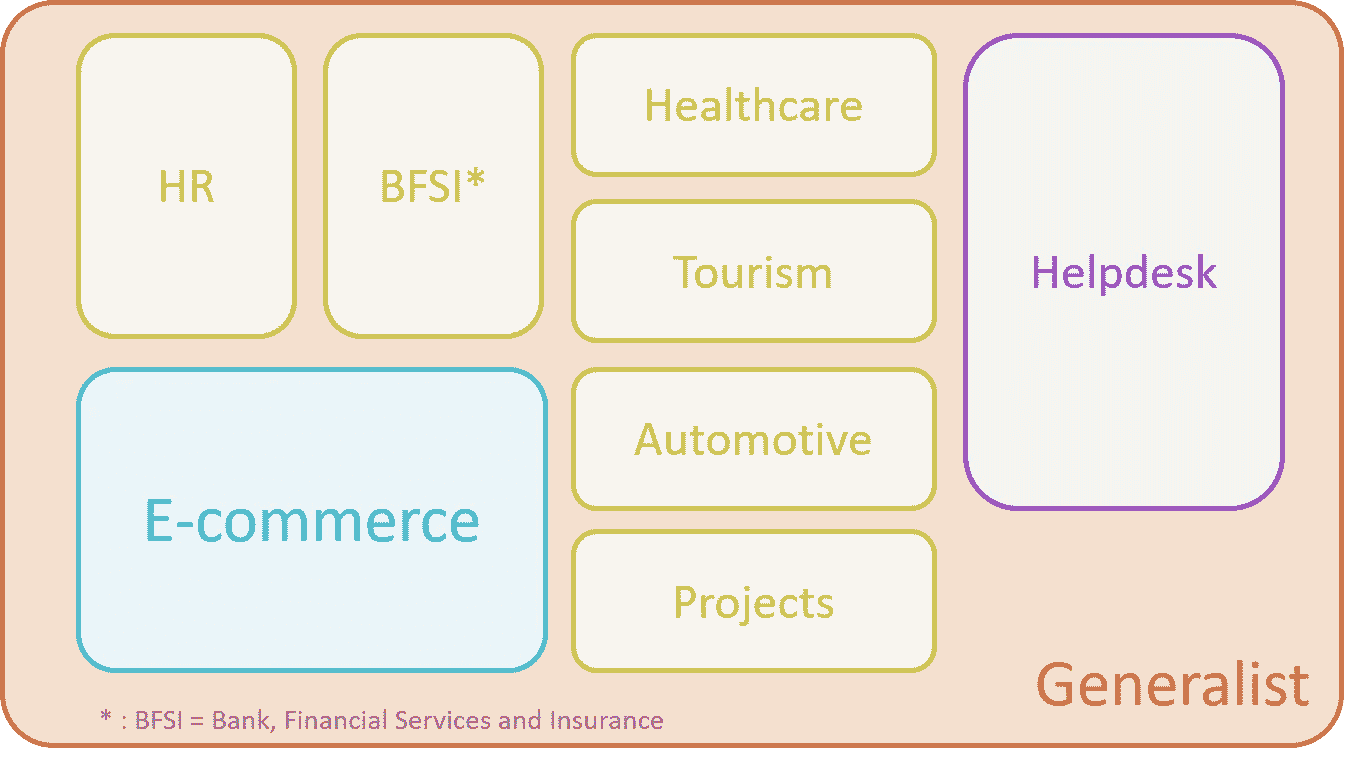 HR
BFSI*
Healthcare
Tourism
Helpdesk
E-commerce
Automotive
Projects
Generalist
* : BFSI = Bank, Financial Services and Insurance